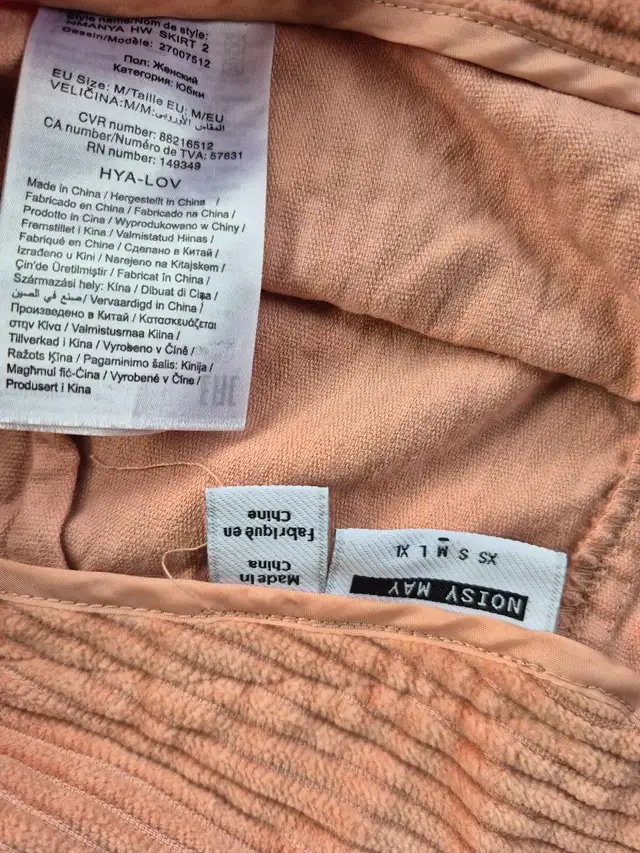 Style name/Nom de style:
NMANYA HW SKIRT 2
Dessin/Modèle: 27007512
Пол: Женский
Категория: Юбки
EU Size: M/Taille EU: M/EU
VELIČINA:M/M: المقاس الأوروبي
CVR number: 88216512
CA number/Numéro de TVA: 57831
RN number: 149349
HYA-LOV
Made in China / Hergestellt in China /
Fabricado en China / Fabricado na China /
Prodotto in Cina / Wyprodukowano w Chiny /
Fremstillet i Kina / Valmistatud Hiinas /
Fabriqué en Chine / Сделано в Китай /
Izrađeno u Kini / Narejeno na Kitajskem /
Çin'de Üretilmiştir / Fabricat în China /
Származási hely: Kína / Dibuat di Cina /
صنع في الصين / Vervaardigd in China /
Произведено в Китай / Κατασκευάζεται
στην Κίνα / Valmistusmaa Kiina /
Tillverkad i Kina / Vyrobeno v Číně /
Ražots Ķīna / Pagaminimo šalis: Kinija /
Magħmul fiċ-Ċina / Vyrobené v Číne /
Produsert i Kina
EAC
Made in
China
Fabriqué en
Chine
NOISY MAY
XS S M L XL